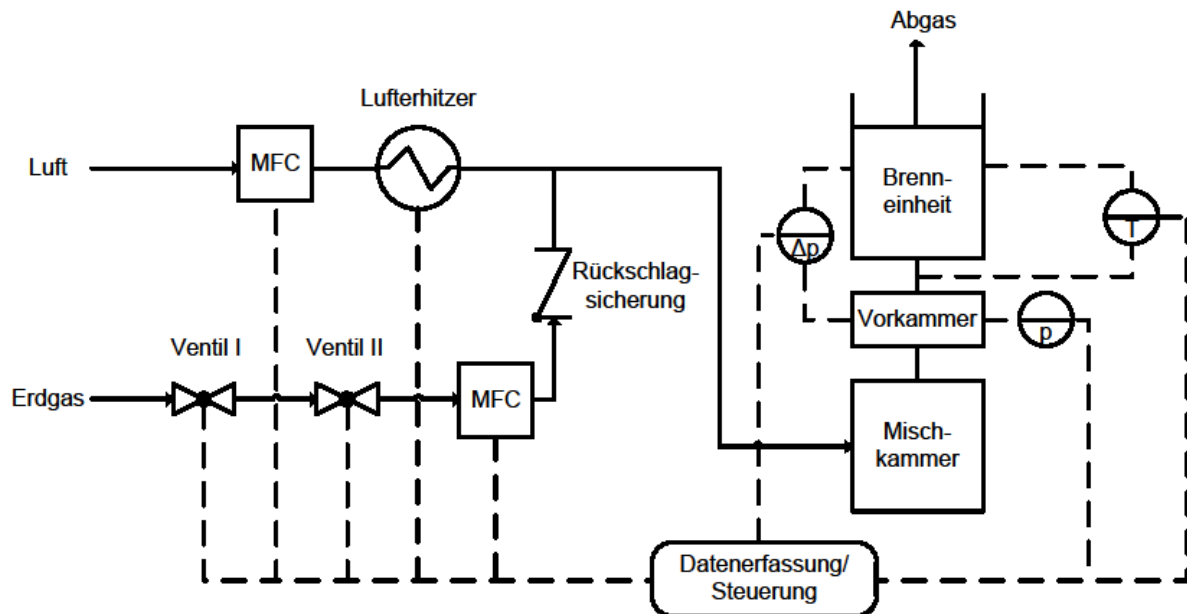 Abgas
Lufterhitzer
Luft
MFC
Brenn-
einheit
Δp
T
Rückschlag-
sicherung
Vorkammer
p
Ventil I
Ventil II
Erdgas
MFC
Misch-
kammer
Datenerfassung/
Steuerung